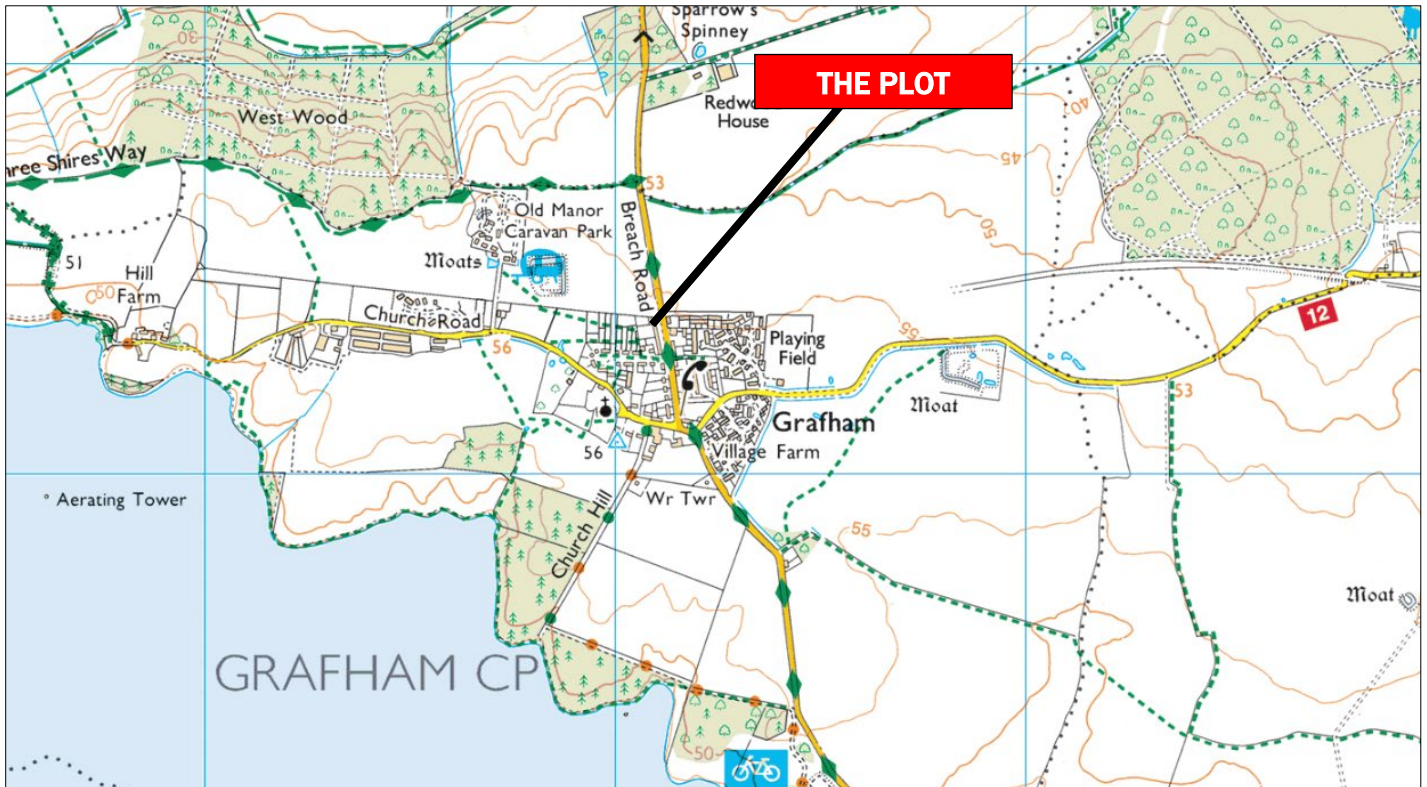 Sparrow's
Spinney
THE PLOT
30
40
Redwo
House
West Wood
45
hree Shires Way
53
Old Manor
Caravan Park
Breach Road
50
Moats
51
Hill
Farm
50
Church Road
56
55
12
Playing
Field
53
Moat
Grafham
56
Village Farm
Aerating Tower
Wr Twr
55
Church Hill
Moat
GRAFHAM CP
50